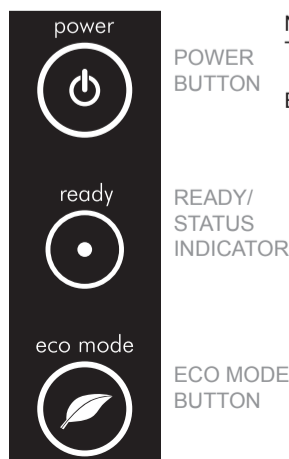 power
POWER
BUTTON
ready
READY/
STATUS
INDICATOR
eco mode
ECO MODE
BUTTON